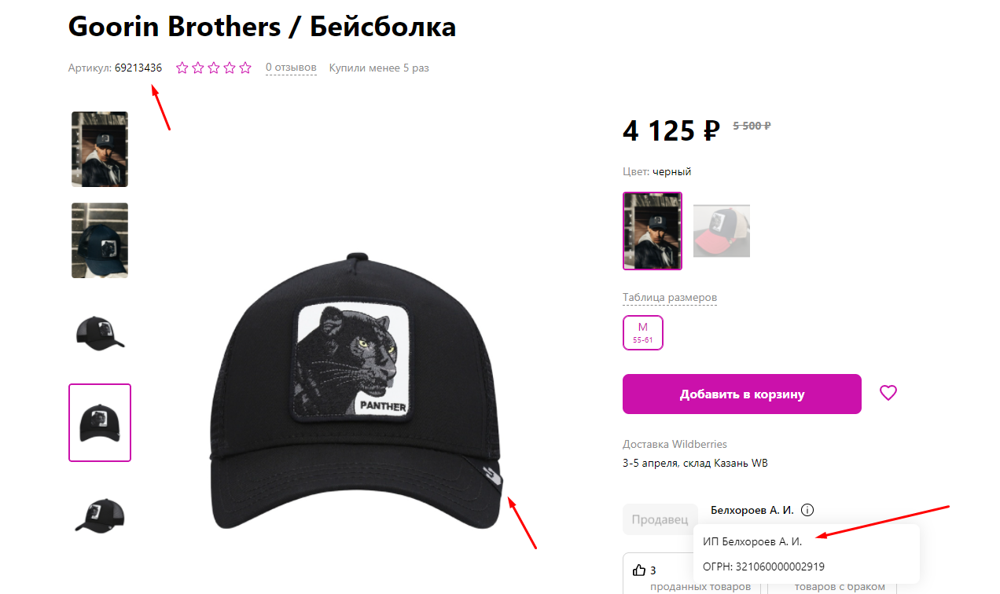 Goorin Brothers / Бейсболка
Артикул: 69213436 0 отзывов Купили менее 5 раз
4 125 ₽ 5 500 ₽
Цвет: черный
Таблица размеров
M
55-61
PANTHER
Добавить в корзину
Доставка Wildberries
3-5 апреля, склад Казань WB
Продавец
Белхороев А. И.
ИП Белхороев А. И.
ОГРН: 321060000002919
3
проданных товаров
товаров с браком